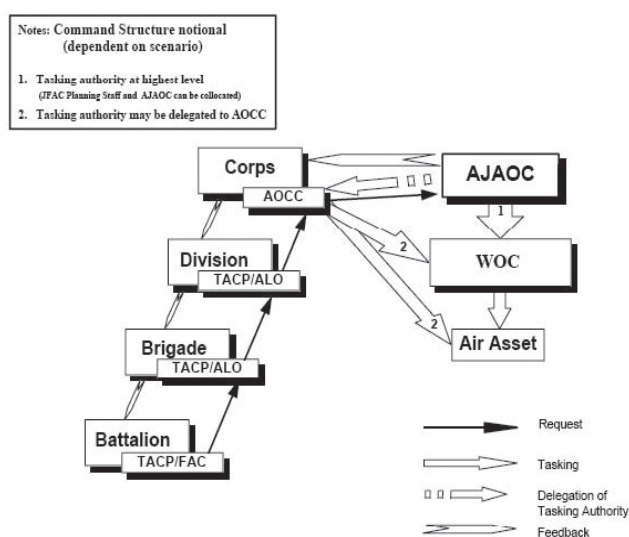 Notes: Command Structure notional
(dependent on scenario)
1. Tasking authority at highest level
(JFAC Planning Staff and AJAOC can be collocated)
2. Tasking authority may be delegated to AOCC
Corps
AOCC
AJAOC
1
Division
TACP/ALO
2
WOC
Brigade
TACP/ALO
2
Air Asset
Battalion
TACP/FAC
Request
Tasking
Delegation of
Tasking Authority
Feedback